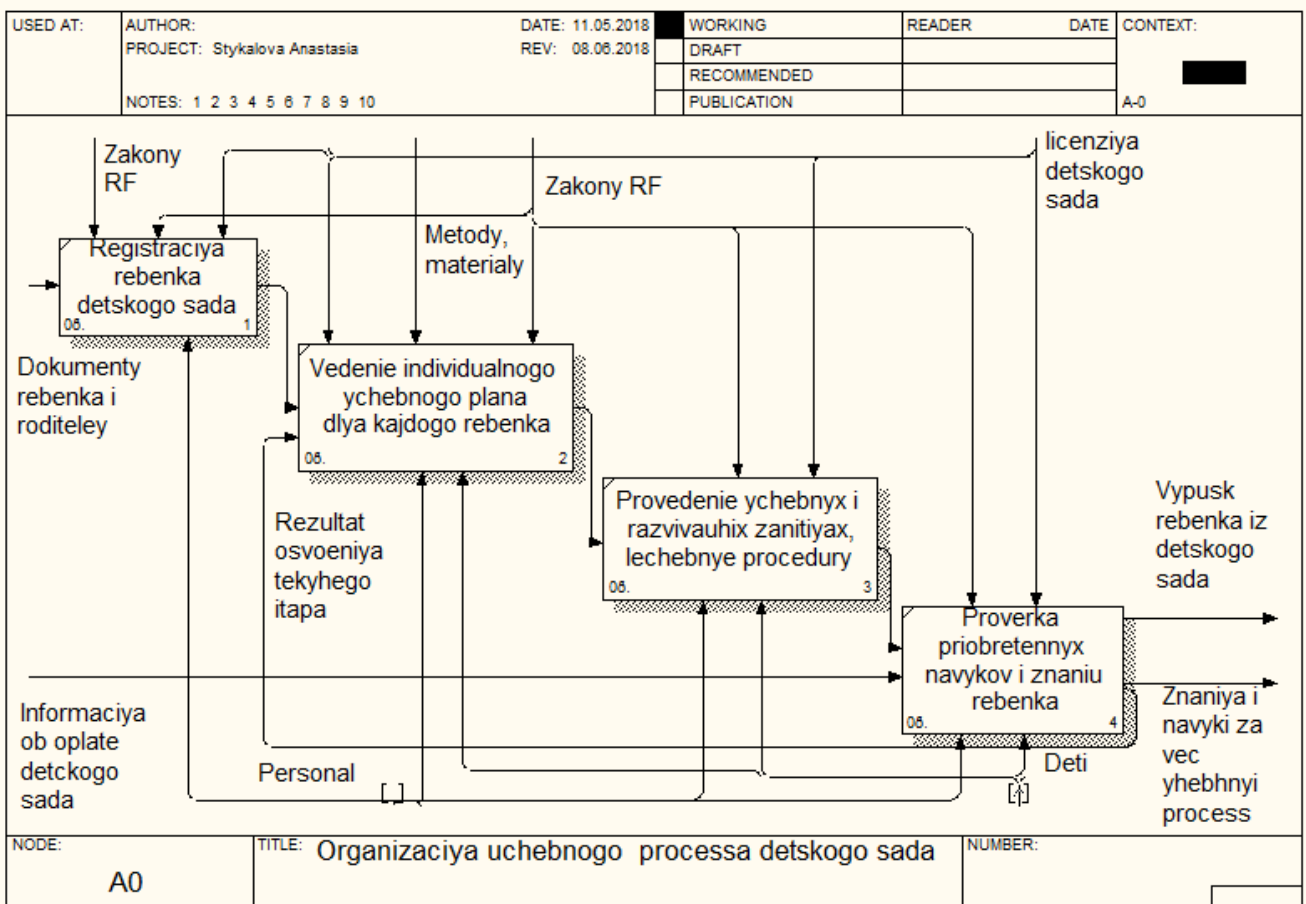 USED AT:
AUTHOR:
DATE: 11.05.2018
PROJECT: Stykalova Anastasia
REV: 08.06.2018
NOTES: 1 2 3 4 5 6 7 8 9 10
WORKING
DRAFT
RECOMMENDED
PUBLICATION
READER
DATE
CONTEXT:
A-0
Zakony
RF
Zakony RF
licenziya
detskogo
sada
Metody,
materialy
Registraciya
rebenka
detskogo sada
0б.
1
Dokumenty
rebenka i
roditeley
Vedenie individualnogo
ychebnogo plana
dlya kajdogo rebenka
0б.
2
Provedenie ychebnyx i
razvivauhix zanitiyax,
lechebnye procedury
0б.
3
Vypusk
rebenka iz
detskogo
sada
Rezultat
osvoeniya
tekyhego
itapa
Proverka
priobretennyx
navykov i znaniu
rebenka
0б.
4
Informaciya
ob oplate
detckogo
sada
Personal
Deti
Znaniya i
navyki za
vec
yhebhnyi
process
NODE:
A0
TITLE: Organizaciya uchebnogo processa detskogo sada
NUMBER: